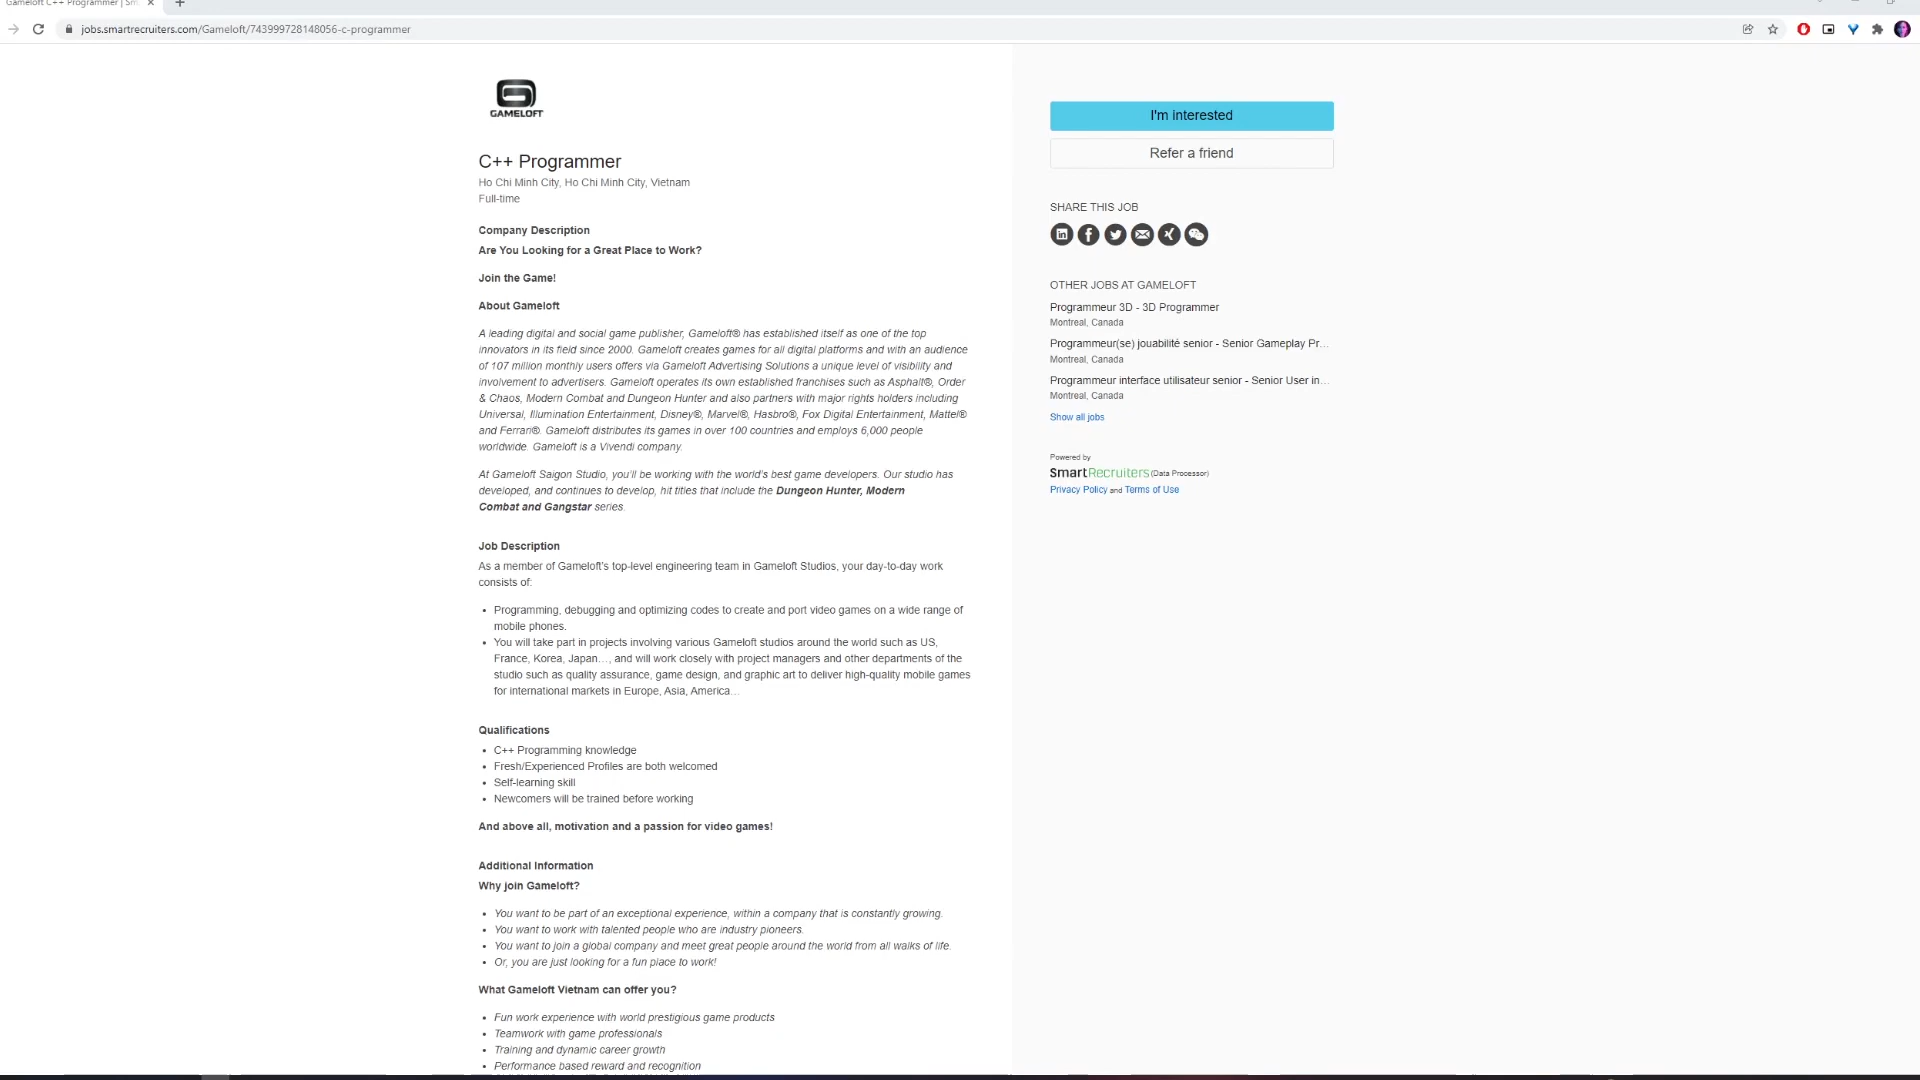 Gameloft C++ Programmer | Sm
jobs.smartrecruiters.com/Gameloft/743999728148056-c-programmer
GAMELOFT
C++ Programmer
Ho Chi Minh City, Ho Chi Minh City, Vietnam
Full-time
Company Description
Are You Looking for a Great Place to Work?
Join the Game!
About Gameloft
A leading digital and social game publisher, Gameloft® has established itself as one of the top
innovators in its field since 2000. Gameloft creates games for all digital platforms and with an audience
of 107 million monthly users offers via Gameloft Advertising Solutions a unique level of visibility and
involvement to advertisers. Gameloft operates its own established franchises such as Asphalt®, Order
& Chaos, Modern Combat and Dungeon Hunter and also partners with major rights holders including
Universal, Illumination Entertainment, Disney®, Marvel®, Hasbro®, Fox Digital Entertainment, Mattel®
and Ferrari®. Gameloft distributes its games in over 100 countries and employs 6,000 people
worldwide. Gameloft is a Vivendi company.
At Gameloft Saigon Studio, you'll be working with the world's best game developers. Our studio has
developed, and continues to develop, hit titles that include the Dungeon Hunter, Modern
Combat and Gangstar series.
Job Description
As a member of Gameloft's top-level engineering team in Gameloft Studios, your day-to-day work
consists of:
• Programming, debugging and optimizing codes to create and port video games on a wide range of
mobile phones.
• You will take part in projects involving various Gameloft studios around the world such as US,
France, Korea, Japan…, and will work closely with project managers and other departments of the
studio such as quality assurance, game design, and graphic art to deliver high-quality mobile games
for international markets in Europe, Asia, America…
Qualifications
• C++ Programming knowledge
• Fresh/Experienced Profiles are both welcomed
• Self-learning skill
• Newcomers will be trained before working
And above all, motivation and a passion for video games!
Additional Information
Why join Gameloft?
• You want to be part of an exceptional experience, within a company that is constantly growing.
• You want to work with talented people who are industry pioneers.
• You want to join a global company and meet great people around the world from all walks of life.
• Or, you are just looking for a fun place to work!
What Gameloft Vietnam can offer you?
• Fun work experience with world prestigious game products
• Teamwork with game professionals
• Training and dynamic career growth
• Performance based reward and recognition
I'm interested
Refer a friend
SHARE THIS JOB
OTHER JOBS AT GAMELOFT
Programmeur 3D - 3D Programmer
Montreal, Canada
Programmeur(se) jouabilité senior - Senior Gameplay Pr…
Montreal, Canada
Programmeur interface utilisateur senior - Senior User in…
Montreal, Canada
Show all jobs
Powered by
SmartRecruiters (Data Processor)
Privacy Policy and Terms of Use